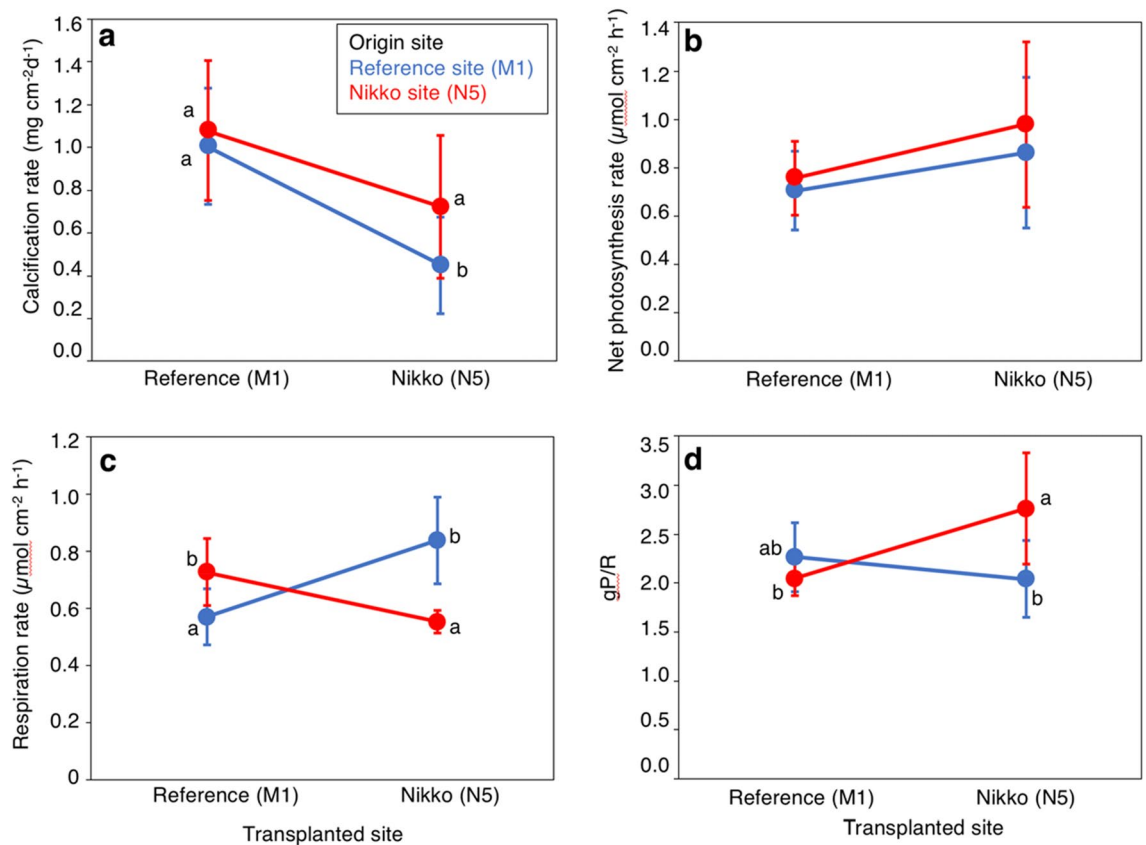 a
Calcification rate (mg cm⁻²d⁻¹)
1.6
1.4
1.2
1.0
0.8
0.6
0.4
0.2
0.0
Origin site
Reference site (M1)
Nikko site (N5)
a
a
a
b
Reference (M1) Nikko (N5)
b
Net photosynthesis rate (µmol cm⁻² h⁻¹)
1.4
1.2
1.0
0.8
0.6
0.4
0.2
0.0
Reference (M1) Nikko (N5)
c
Respiration rate (µmol cm⁻² h⁻¹)
1.2
1.0
0.8
0.6
0.4
0.2
0
b
a
b
a
Reference (M1) Nikko (N5)
Transplanted site
d
gP/R
3.5
3.0
2.5
2.0
1.5
1.0
0.5
0.0
ab
b
a
b
Reference (M1) Nikko (N5)
Transplanted site